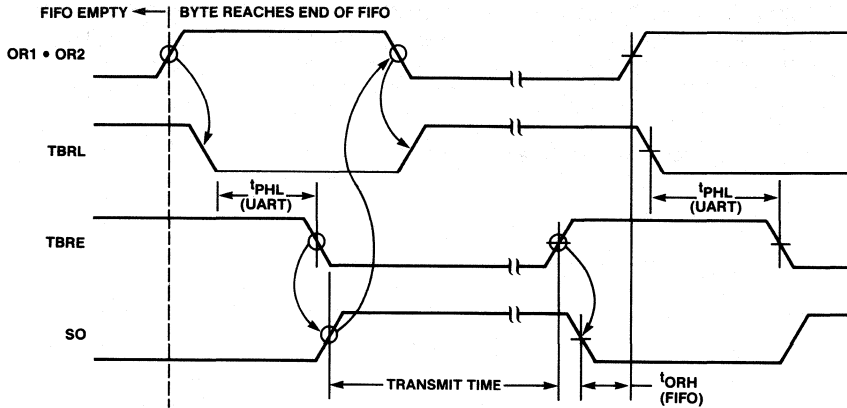 FIFO EMPTY
BYTE REACHES END OF FIFO
OR1 • OR2
TBRL
tPHL
(UART)
tPHL
(UART)
TBRE
SO
TRANSMIT TIME
tORH
(FIFO)